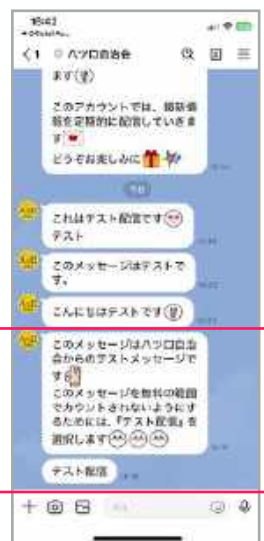 18:42
八ツ口自治会
ます
このアカウントでは、最新情
報を定期的に配信していきま
す
どうぞお楽しみに
今日
これはテスト配信です
テスト
このメッセージはテストで
す。
こんにちはテストです
このメッセージは八ツ口自治
会からのテストメッセージで
す
このメッセージを無料の範囲
でカウントされないようにす
るためには、『テスト配信』を
選択します
テスト配信